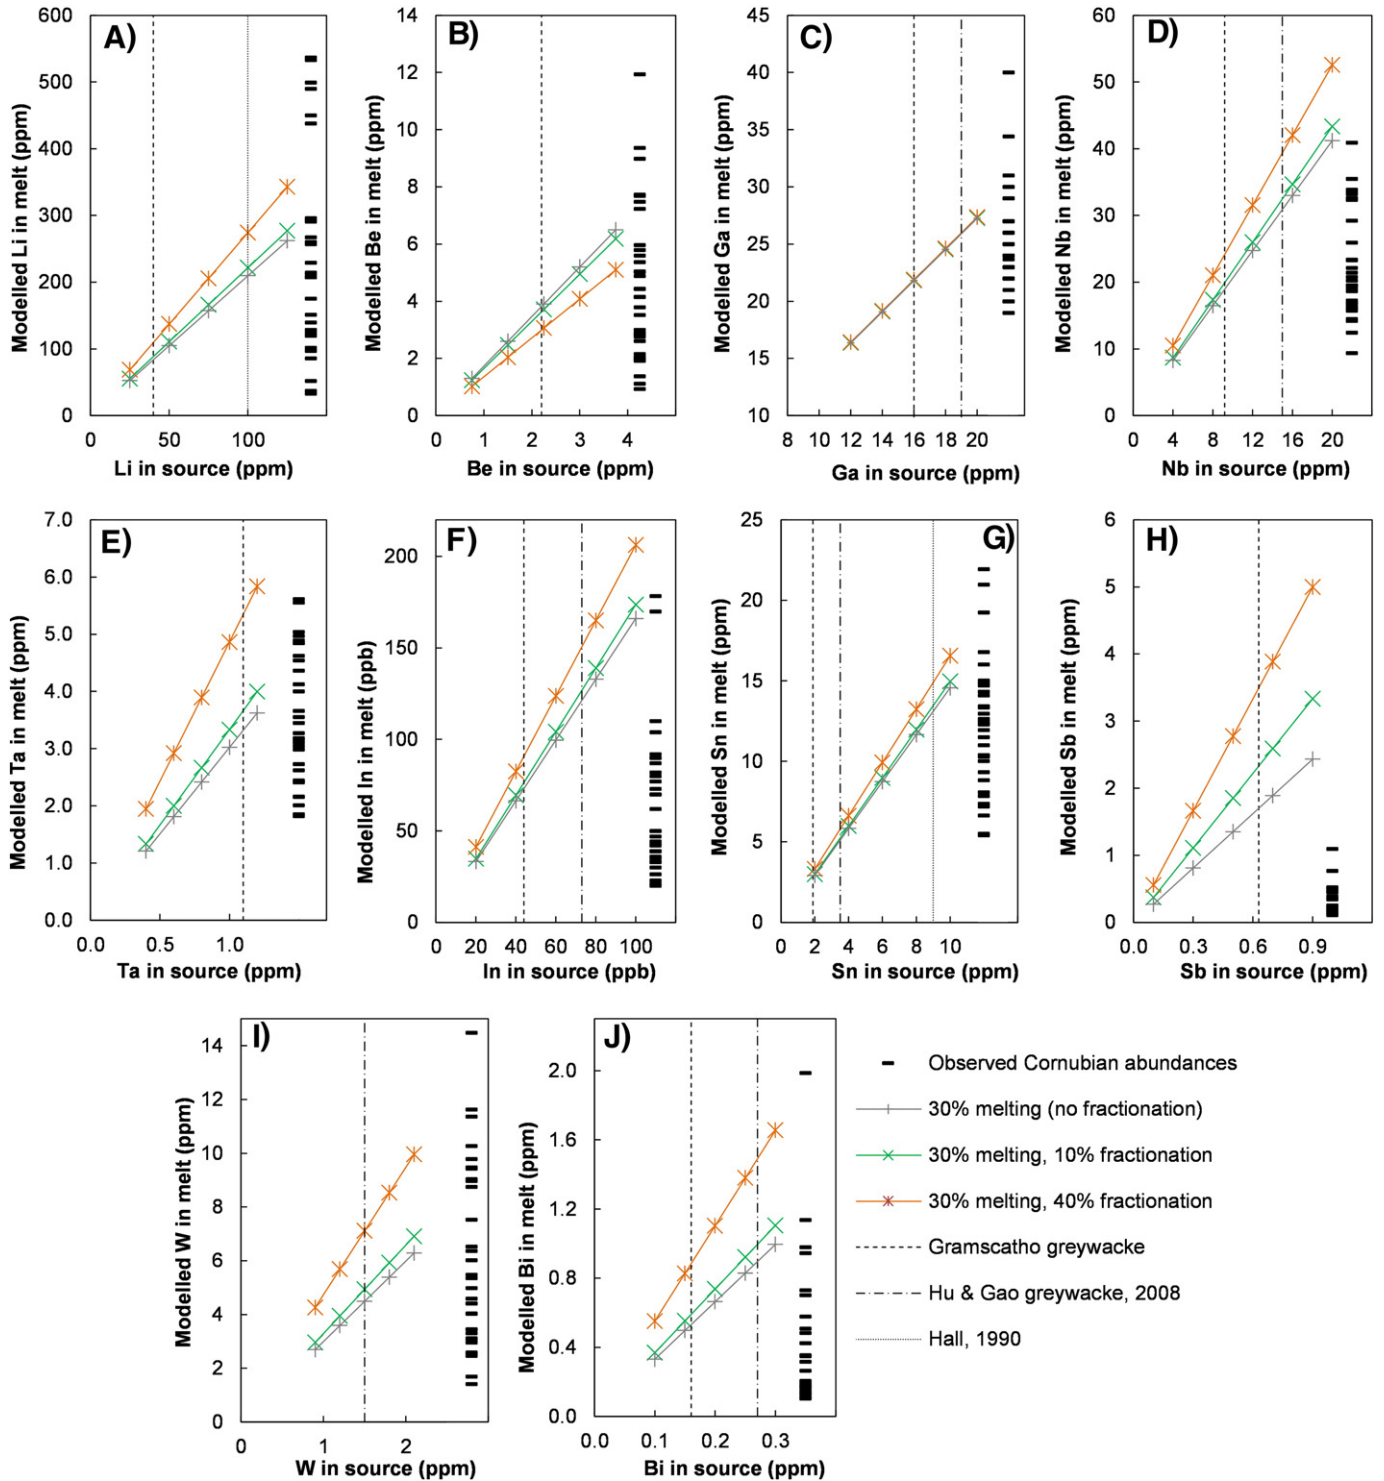 A)
Modelled Li in melt (ppm)
600
500
400
300
200
100
0
0 50 100
Li in source (ppm)
B)
Modelled Be in melt (ppm)
14
12
10
8
6
4
2
0
0 1 2 3 4
Be in source (ppm)
C)
Modelled Ga in melt (ppm)
45
40
35
30
25
20
15
10
8 10 12 14 16 18 20
Ga in source (ppm)
D)
Modelled Nb in melt (ppm)
60
50
40
30
20
10
0
0 4 8 12 16 20
Nb in source (ppm)
E)
Modelled Ta in melt (ppm)
7.0
6.0
5.0
4.0
3.0
2.0
1.0
0.0
0.0 0.5 1.0
Ta in source (ppm)
F)
Modelled In in melt (ppb)
200
150
100
50
0
0 20 40 60 80 100
In in source (ppb)
G)
Modelled Sn in melt (ppm)
25
20
15
10
5
0
0 2 4 6 8 10
Sn in source (ppm)
H)
Modelled Sb in melt (ppm)
6
5
4
3
2
1
0
0.0 0.3 0.6 0.9
Sb in source (ppm)
I)
Modelled W in melt (ppm)
14
12
10
8
6
4
2
0
0 1 2
W in source (ppm)
J)
Modelled Bi in melt (ppm)
2.0
1.6
1.2
0.8
0.4
0.0
0.0 0.1 0.2 0.3
Bi in source (ppm)
Observed Cornubian abundances
30% melting (no fractionation)
30% melting, 10% fractionation
30% melting, 40% fractionation
Gramscatho greywacke
Hu & Gao greywacke, 2008
Hall, 1990